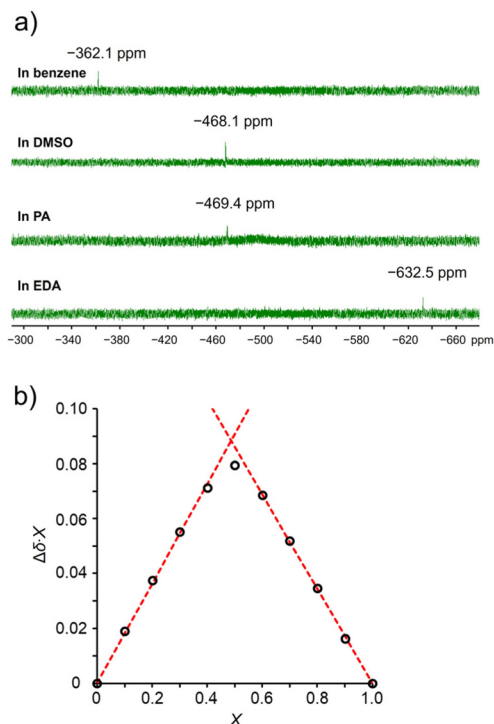 a)
−362.1 ppm
In benzene
−468.1 ppm
In DMSO
−469.4 ppm
In PA
−632.5 ppm
In EDA
−300 −340 −380 −420 −460 −500 −540 −580 −620 −660 ppm
b)
0.10
0.08
0.06
0.04
0.02
0
Δδ·X
0 0.2 0.4 0.6 0.8 1.0
X